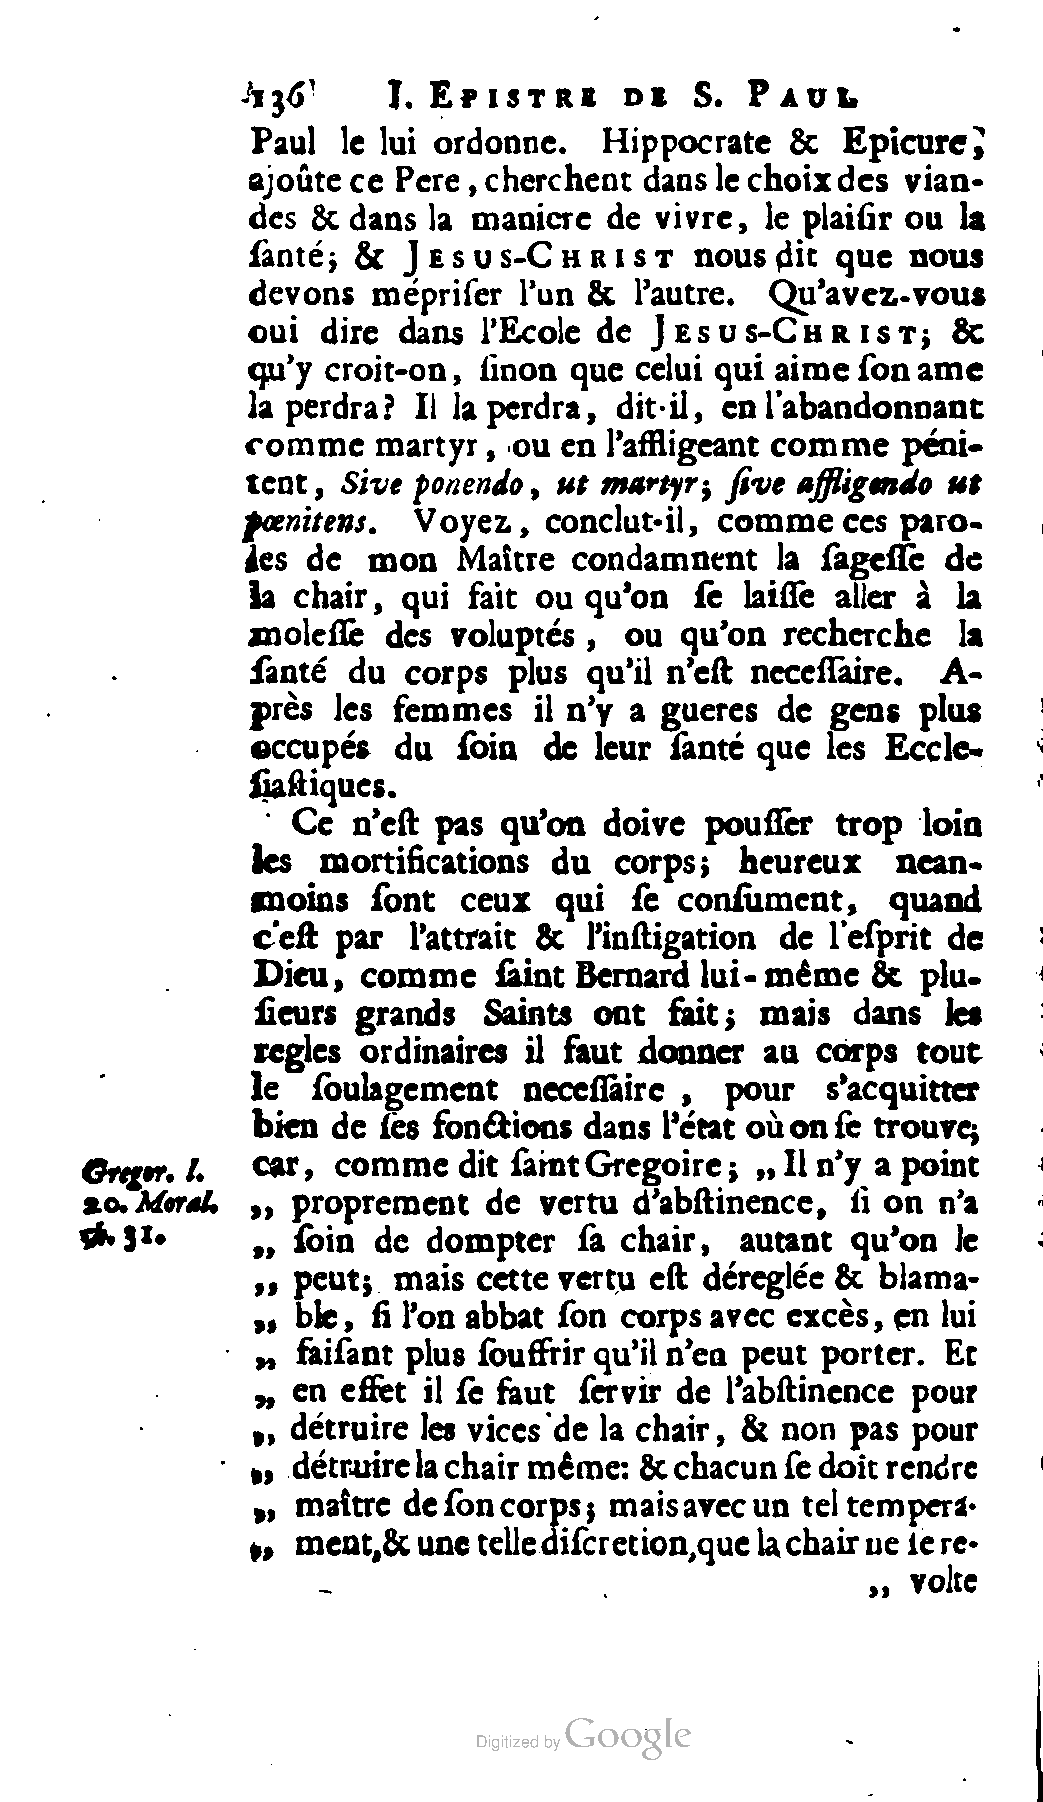 136 I. EPISTRE DE S. PAUL
Paul le lui ordonne. Hippocrate & Epicure,
ajoûte ce Pere, cherchent dans le choix des vian-
des & dans la maniere de vivre, le plaiſir ou la
ſanté; & JESUS-CHRIST nous dit que nous
devons mépriſer l'un & l'autre. Qu'avez-vous
oui dire dans l'Ecole de JESUS-CHRIST; &
qu'y croit-on, ſinon que celui qui aime ſon ame
la perdra? Il la perdra, dit-il, en l'abandonnant
comme martyr, ou en l'affligeant comme péni-
tent, Sive ponendo, ut martyr; ſive affligendo ut
pœnitens. Voyez, conclut-il, comme ces paro-
les de mon Maître condamnent la ſageſſe de
la chair, qui fait ou qu'on ſe laiſſe aller à la
moleſſe des voluptés, ou qu'on recherche la
ſanté du corps plus qu'il n'eſt neceſſaire. A-
près les femmes il n'y a gueres de gens plus
occupés du ſoin de leur ſanté que les Eccle-
ſiaſtiques.
Ce n'eſt pas qu'on doive pouſſer trop loin
les mortifications du corps; heureux nean-
moins ſont ceux qui ſe conſument, quand
c'eſt par l'attrait & l'inſtigation de l'eſprit de
Dieu, comme ſaint Bernard lui-même & plu-
ſieurs grands Saints ont fait; mais dans les
regles ordinaires il faut donner au corps tout
le ſoulagement neceſſaire, pour s'acquitter
bien de ſes fonctions dans l'état où on ſe trouve;
car, comme dit ſaint Gregoire; „ Il n'y a point
„ proprement de vertu d'abſtinence, ſi on n'a
„ ſoin de dompter ſa chair, autant qu'on le
„ peut; mais cette vertu eſt déreglée & blama-
„ ble, ſi l'on abbat ſon corps avec excès, en lui
„ faiſant plus ſouffrir qu'il n'en peut porter. Et
„ en effet il ſe faut ſervir de l'abſtinence pour
„ détruire les vices de la chair, & non pas pour
„ détruire la chair même: & chacun ſe doit rendre
„ maître de ſon corps; mais avec un tel tempera-
„ ment, & une telle diſcretion, que la chair ne ſe re-
„ volte
Gregor. l.
20. Moral.
ch. 31.
Digitized by Google